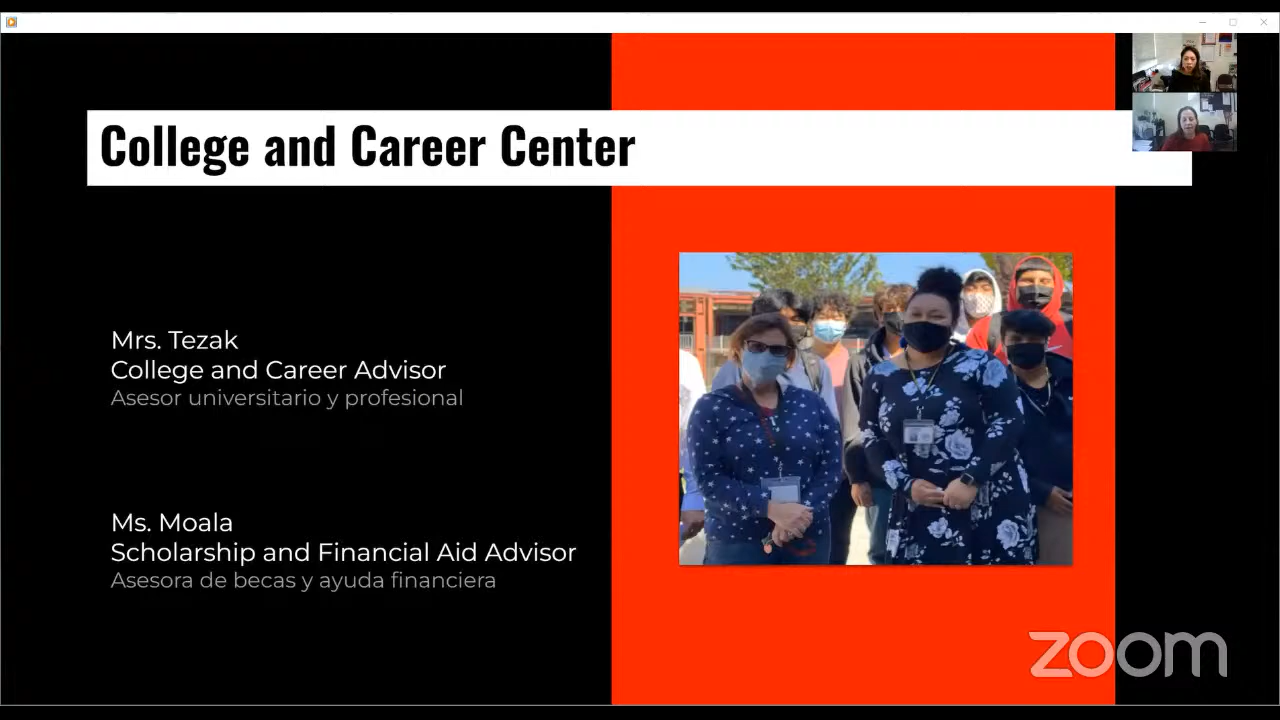 College and Career Center
Mrs. Tezak
College and Career Advisor
Asesor universitario y profesional
Ms. Moala
Scholarship and Financial Aid Advisor
Asesora de becas y ayuda financiera
zoom